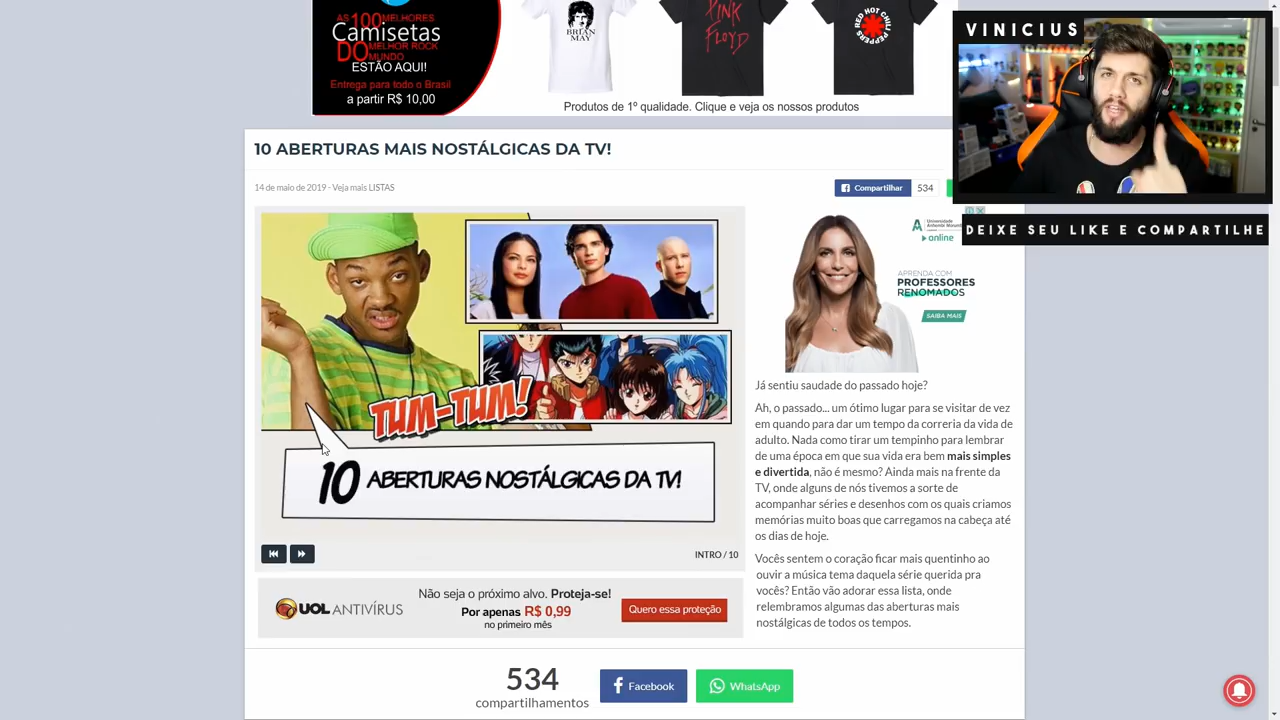 AS 100 MELHORES
Camisetas
DO MELHOR ROCK
MUNDO
ESTÃO AQUI!
Entrega para todo o Brasil
a partir R$ 10,00
BRIAN
MAY
PINK
FLOYD
RED HOT CHILI PEPPERS
Produtos de 1º qualidade. Clique e veja os nossos produtos
VINICIUS
DEIXE SEU LIKE E COMPARTILHE
10 ABERTURAS MAIS NOSTÁLGICAS DA TV!
14 de maio de 2019 - Veja mais LISTAS
Compartilhar 534
TUM-TUM!
10 ABERTURAS NOSTÁLGICAS DA TV!
INTRO / 10
online
APRENDA COM
PROFESSORES
RENOMADOS
SAIBA MAIS
Já sentiu saudade do passado hoje?
Ah, o passado... um ótimo lugar para se visitar de vez
em quando para dar um tempo da correria da vida de
adulto. Nada como tirar um tempinho para lembrar
de uma época em que sua vida era bem mais simples
e divertida, não é mesmo? Ainda mais na frente da
TV, onde alguns de nós tivemos a sorte de
acompanhar séries e desenhos com os quais criamos
memórias muito boas que carregamos na cabeça até
os dias de hoje.
Vocês sentem o coração ficar mais quentinho ao
ouvir a música tema daquela série querida pra
vocês? Então vão adorar essa lista, onde
relembramos algumas das aberturas mais
nostálgicas de todos os tempos.
UOL ANTIVÍRUS
Não seja o próximo alvo. Proteja-se!
Por apenas R$ 0,99
no primeiro mês
Quero essa proteção
534
compartilhamentos
Facebook
WhatsApp